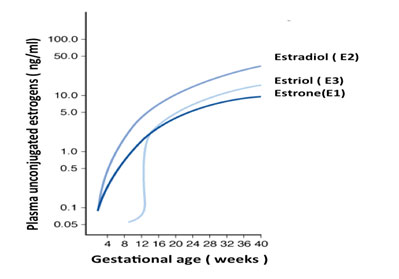 Plasma unconjugated estrogens ( ng/ml)
100.0
50.0
10.0
5.0
1.0
0.5
0.1
0.05
Estradiol ( E2)
Estriol ( E3)
Estrone(E1)
4 8 12 16 20 24 28 32 36 40
Gestational age ( weeks)